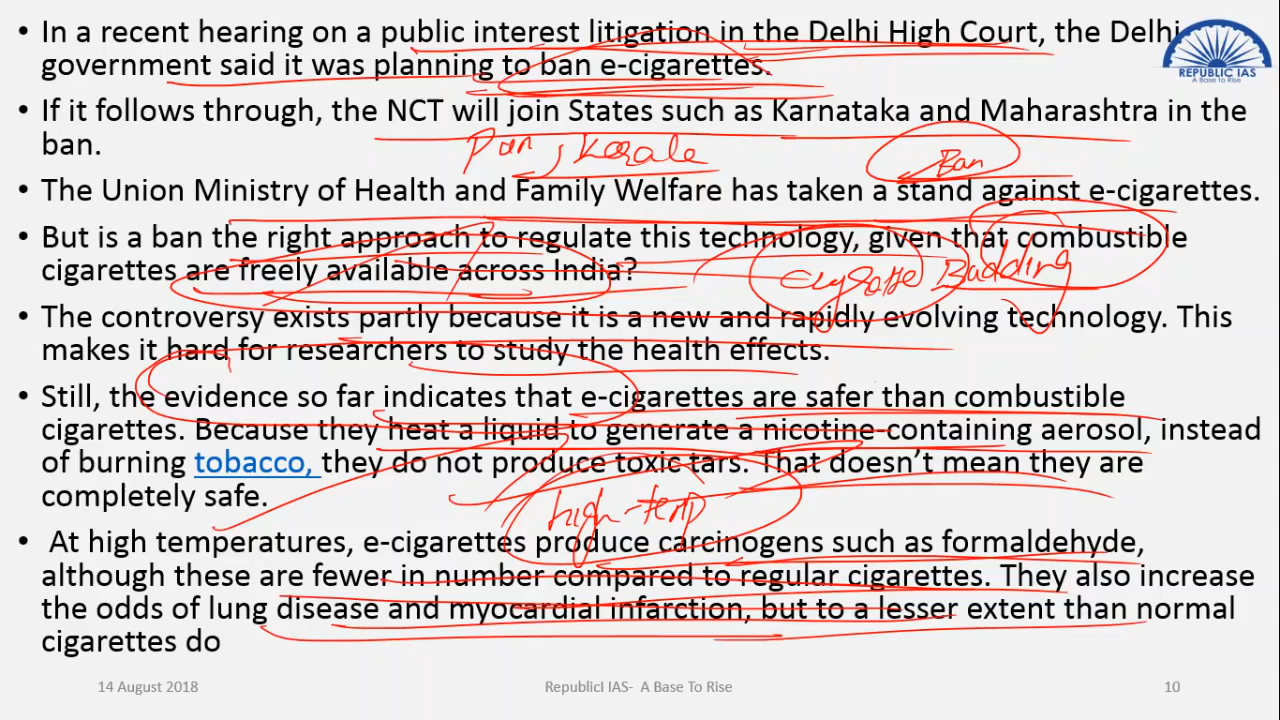 • In a recent hearing on a public interest litigation in the Delhi High Court, the Delhi
government said it was planning to ban e-cigarettes.
REPUBLIC IAS
A Base to Rise
• If it follows through, the NCT will join States such as Karnataka and Maharashtra in the
ban.
Pun, Kerala
Ban
• The Union Ministry of Health and Family Welfare has taken a stand against e-cigarettes.
• But is a ban the right approach to regulate this technology, given that combustible
cigarettes are freely available across India?
• The controversy exists partly because it is a new and rapidly evolving technology. This
makes it hard for researchers to study the health effects.
• Still, the evidence so far indicates that e-cigarettes are safer than combustible
cigarettes. Because they heat a liquid to generate a nicotine-containing aerosol, instead
of burning tobacco, they do not produce toxic tars. That doesn't mean they are
completely safe.
high-temp
• At high temperatures, e-cigarettes produce carcinogens such as formaldehyde,
although these are fewer in number compared to regular cigarettes. They also increase
the odds of lung disease and myocardial infarction, but to a lesser extent than normal
cigarettes do
14 August 2018
RepublicI IAS- A Base To Rise
10